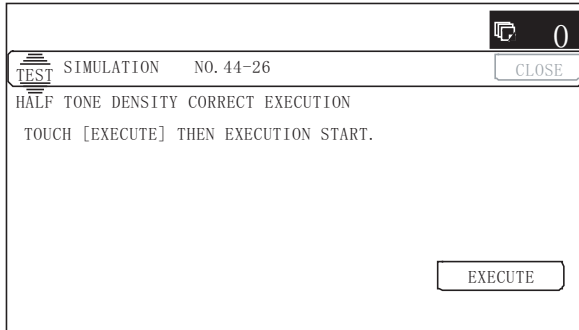 0
TEST SIMULATION NO. 44-26 CLOSE
HALF TONE DENSITY CORRECT EXECUTION
TOUCH [EXECUTE] THEN EXECUTION START.
EXECUTE